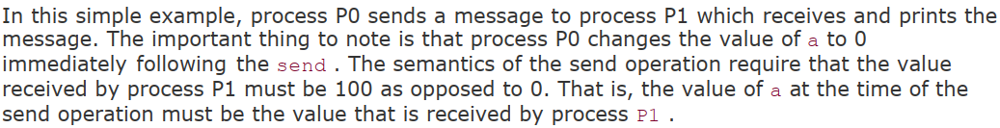 In this simple example, process P0 sends a message to process P1 which receives and prints the
message. The important thing to note is that process P0 changes the value of a to 0
immediately following the send . The semantics of the send operation require that the value
received by process P1 must be 100 as opposed to 0. That is, the value of a at the time of the
send operation must be the value that is received by process P1 .